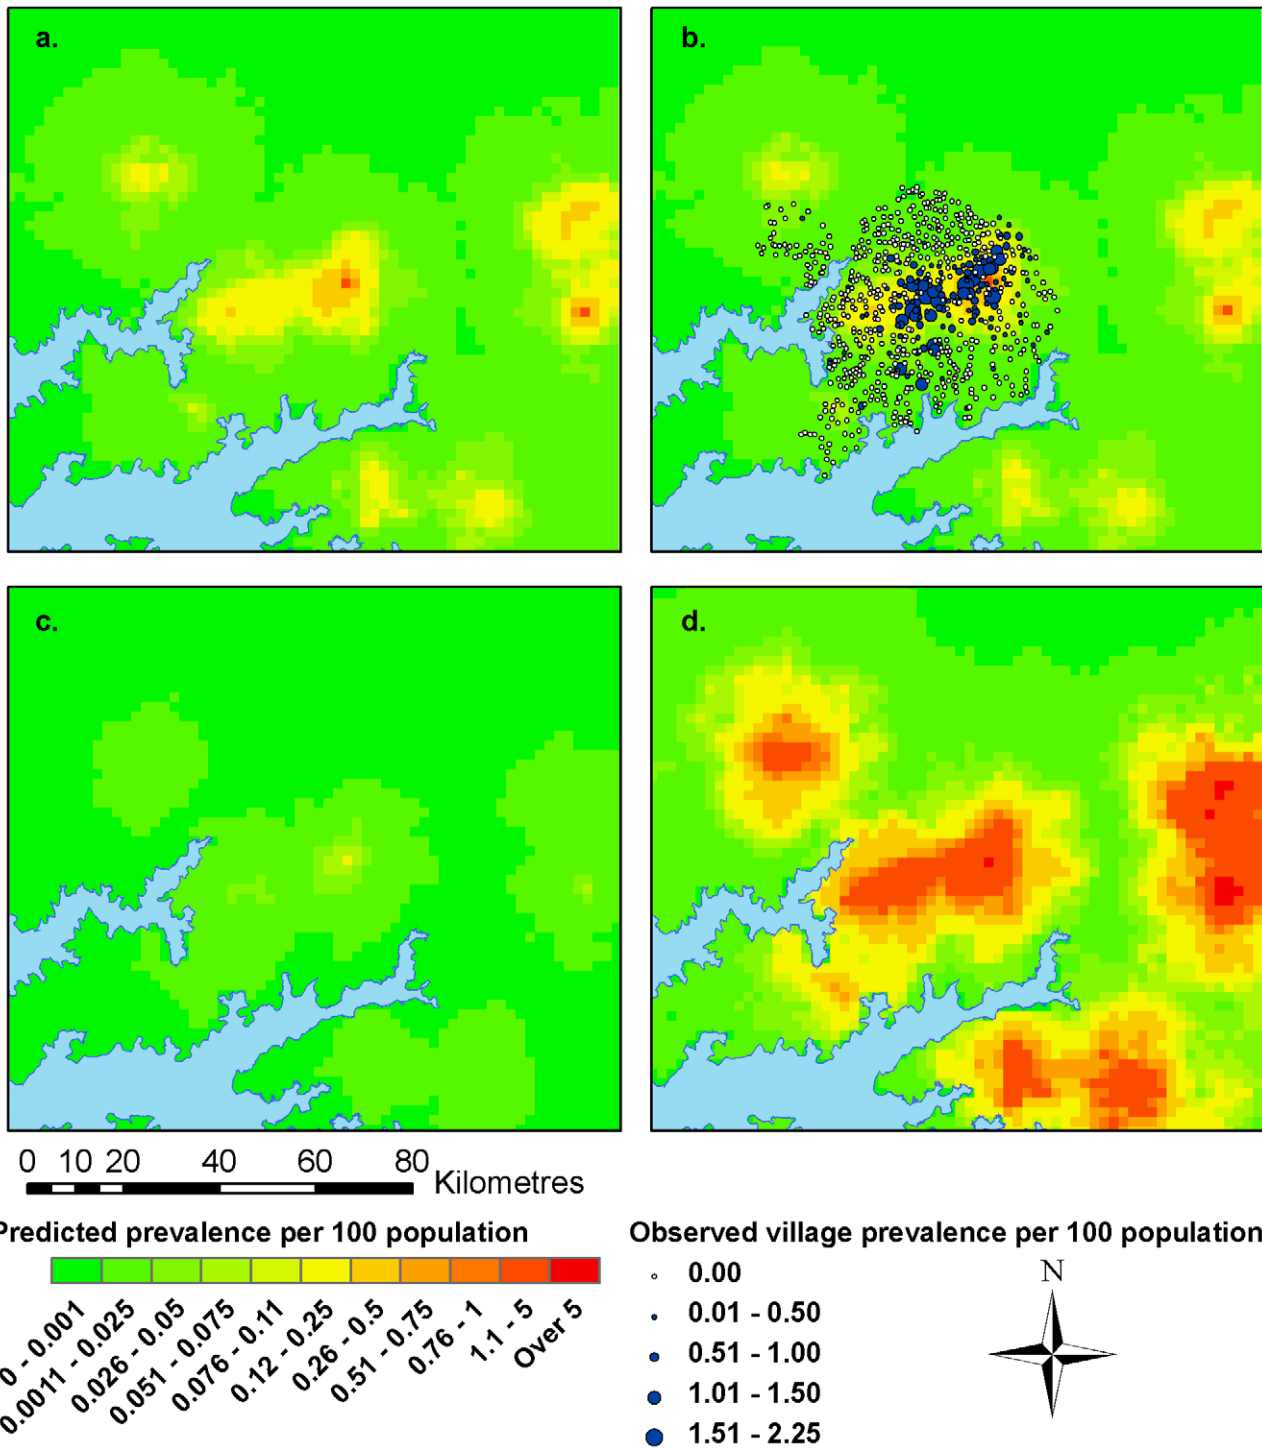 a.
b.
c.
d.
0 10 20 40 60 80
Kilometres
Predicted prevalence per 100 population
0 - 0.001
0.0011 - 0.025
0.026 - 0.05
0.051 - 0.075
0.076 - 0.11
0.12 - 0.25
0.26 - 0.5
0.51 - 0.75
0.76 - 1
1.1 - 5
Over 5
Observed village prevalence per 100 population
0.00
0.01 - 0.50
0.51 - 1.00
1.01 - 1.50
1.51 - 2.25
N